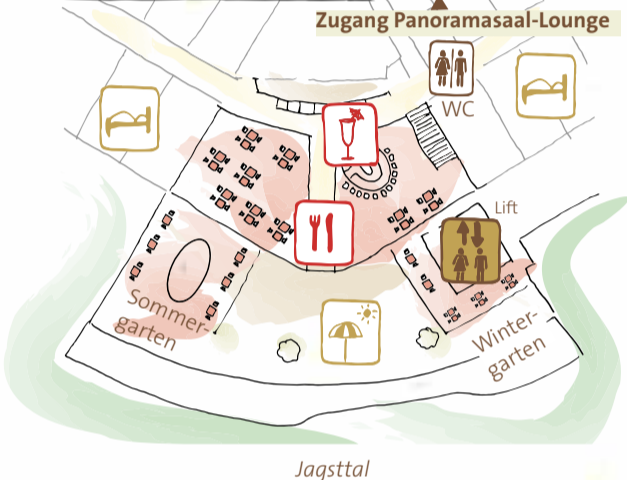 Zugang Panoramasaal-Lounge
WC
Lift
Sommer-
garten
Winter-
garten
Jagsttal